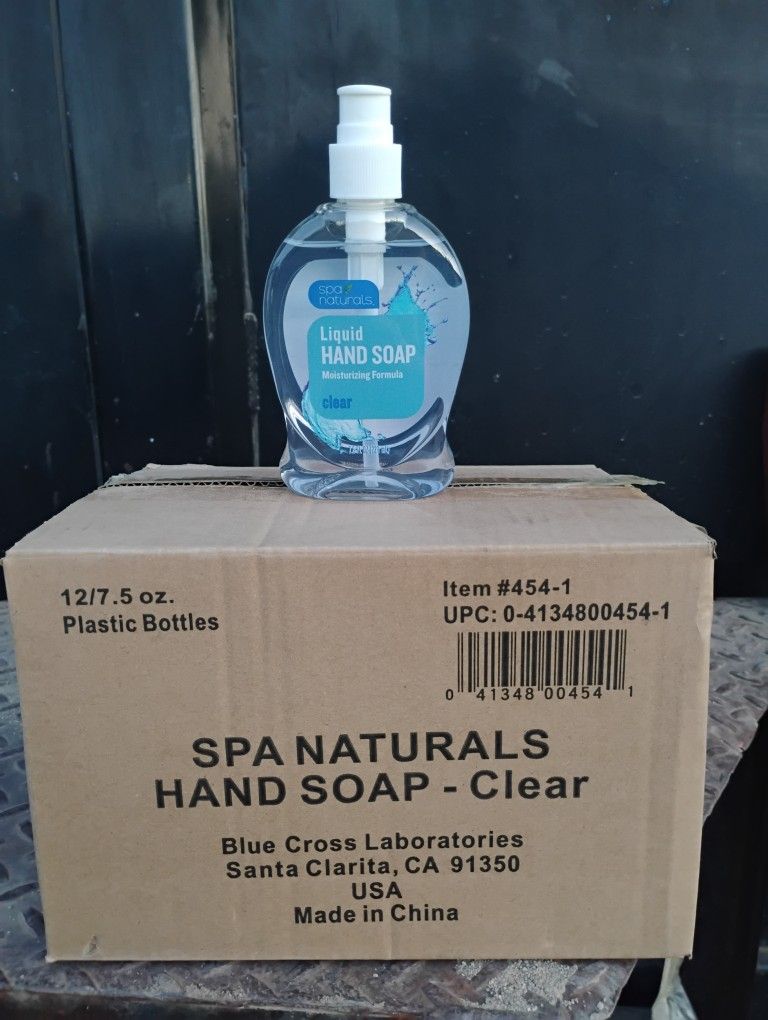 spa
naturals
Liquid
HAND SOAP
Moisturizing Formula
clear
12/7.5 oz.
Plastic Bottles
Item #454-1
UPC: 0-4134800454-1
0 41348 00454 1
SPA NATURALS
HAND SOAP - Clear
Blue Cross Laboratories
Santa Clarita, CA 91350
USA
Made in China